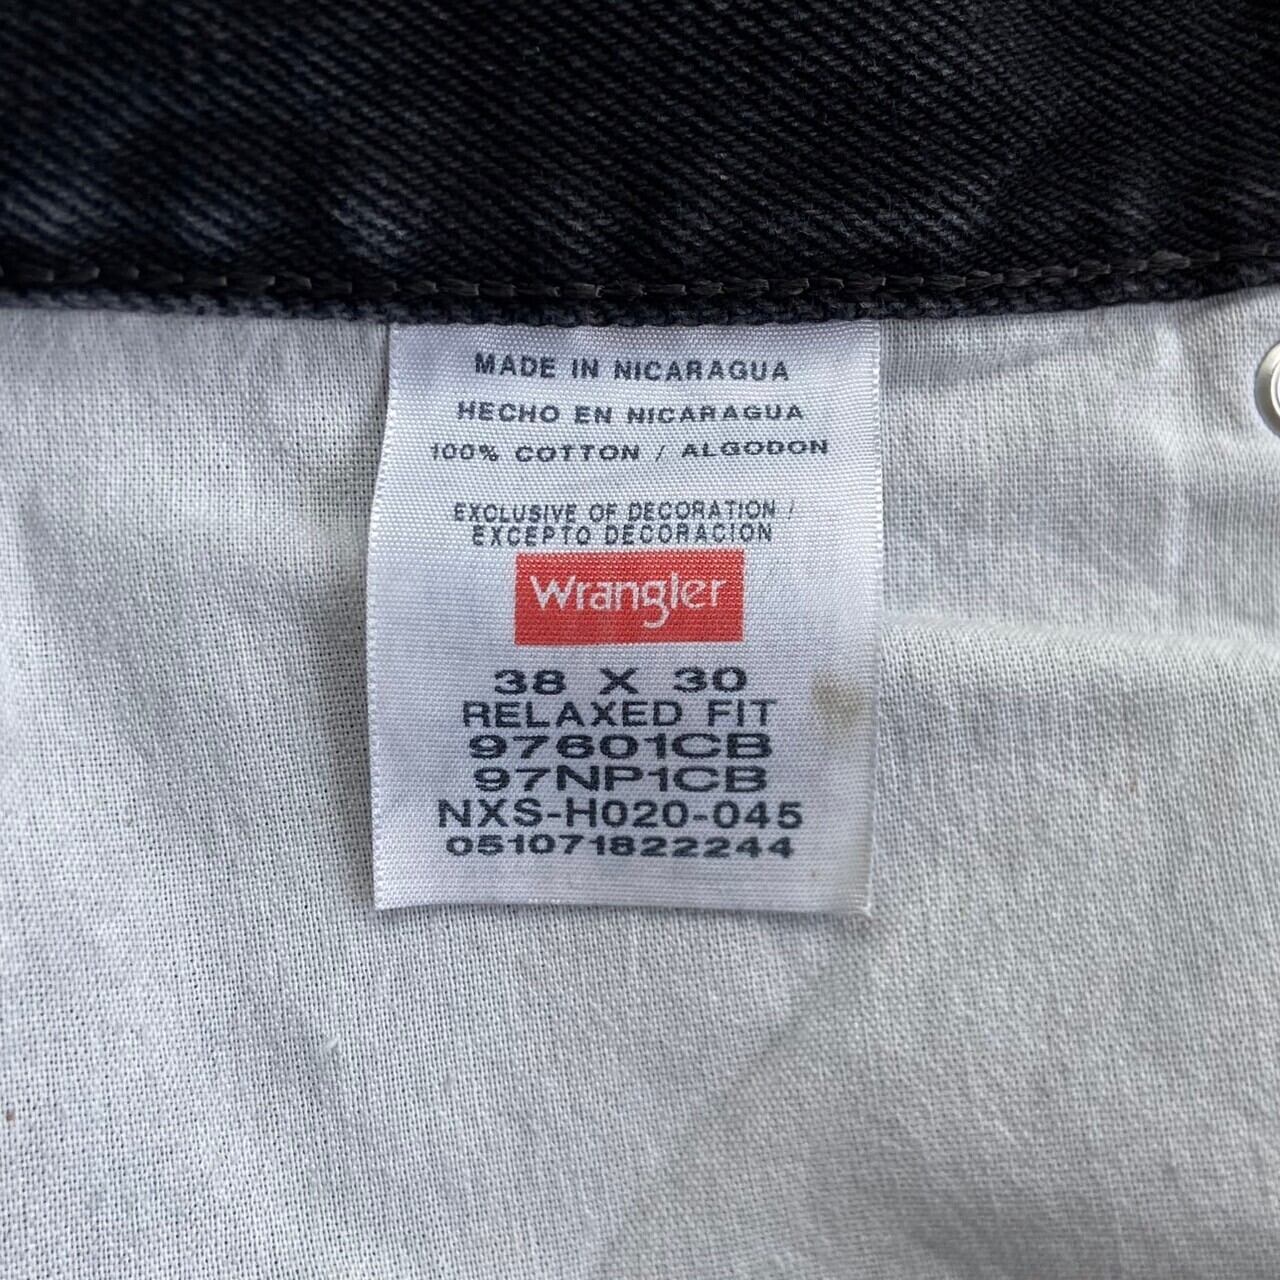 MADE IN NICARAGUA
HECHO EN NICARAGUA
100% COTTON / ALGODON
EXCLUSIVE OF DECORATION /
EXCEPTO DECORACION
Wrangler
38 X 30
RELAXED FIT
97601CB
97NP1CB
NXS-H020-045
051071822244